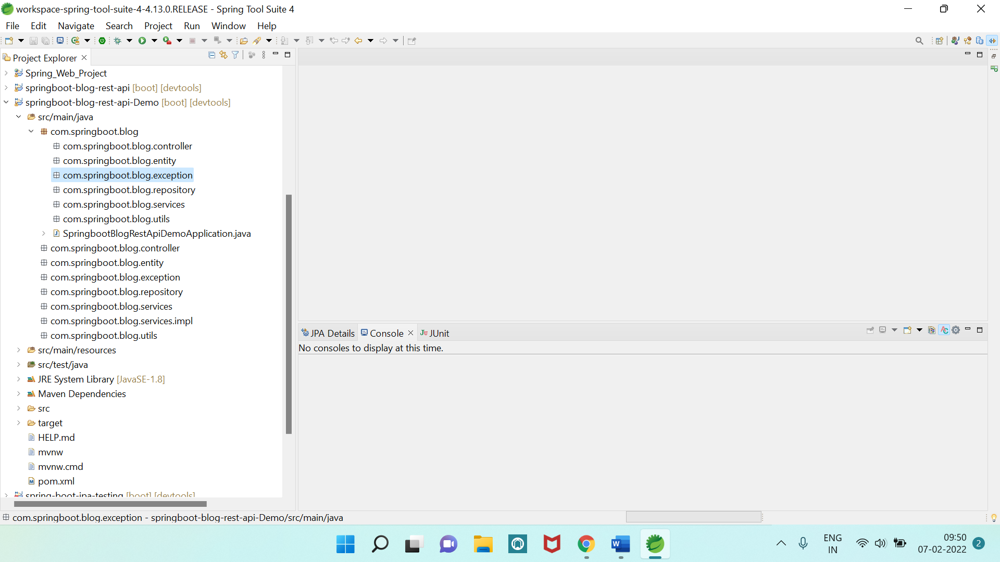 workspace-spring-tool-suite-4-4.13.0.RELEASE - Spring Tool Suite 4
File Edit Navigate Search Project Run Window Help
Project Explorer
Spring_Web_Project
springboot-blog-rest-api [boot] [devtools]
springboot-blog-rest-api-Demo [boot] [devtools]
src/main/java
com.springboot.blog
com.springboot.blog.controller
com.springboot.blog.entity
com.springboot.blog.exception
com.springboot.blog.repository
com.springboot.blog.services
com.springboot.blog.utils
SpringbootBlogRestApiDemoApplication.java
com.springboot.blog.controller
com.springboot.blog.entity
com.springboot.blog.exception
com.springboot.blog.repository
com.springboot.blog.services
com.springboot.blog.services.impl
com.springboot.blog.utils
src/main/resources
src/test/java
JRE System Library [JavaSE-1.8]
Maven Dependencies
src
target
HELP.md
mvnw
mvnw.cmd
pom.xml
spring-boot-jpa-testing [boot] [devtools]
JPA Details Console JUnit
No consoles to display at this time.
com.springboot.blog.exception - springboot-blog-rest-api-Demo/src/main/java
ENG
IN
09:50
07-02-2022
2